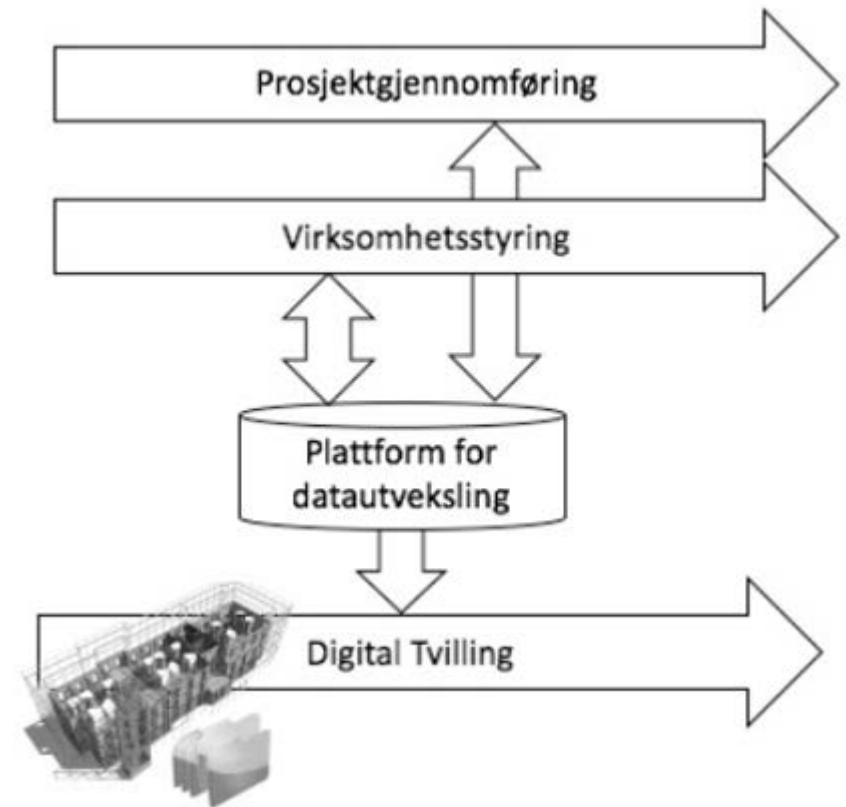 Prosjektgjennomføring
Virksomhetsstyring
Plattform for
datautveksling
Digital Tvilling